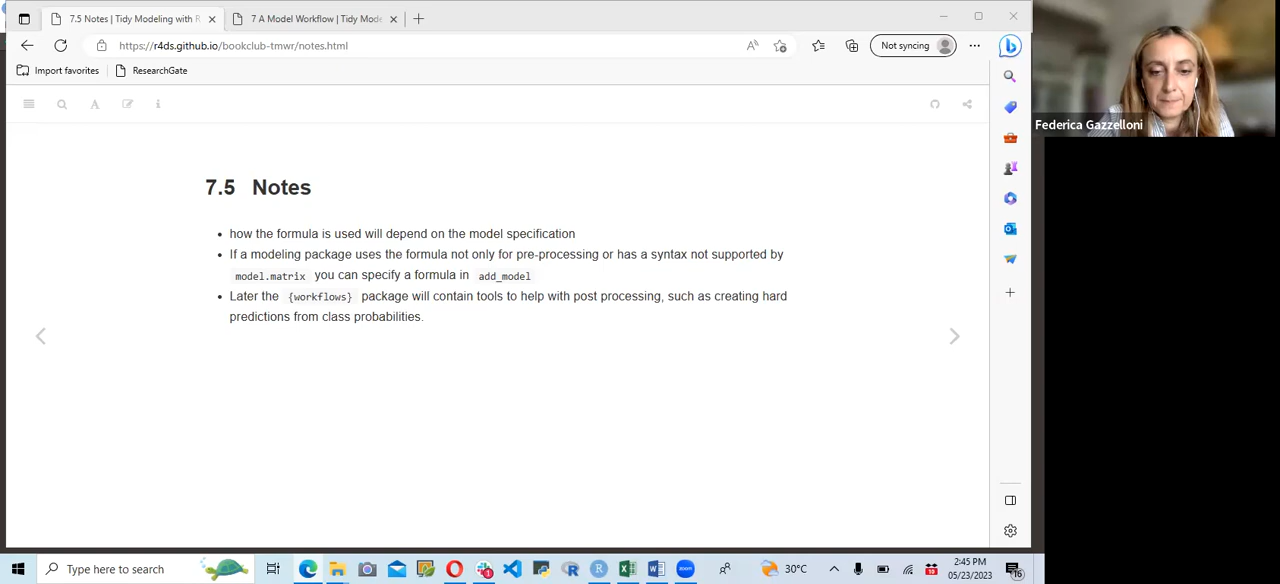 7.5 Notes | Tidy Modeling with R
7 A Model Workflow | Tidy Mode
https://r4ds.github.io/bookclub-tmwr/notes.html
Not syncing
Import favorites
ResearchGate
7.5 Notes
how the formula is used will depend on the model specification
If a modeling package uses the formula not only for pre-processing or has a syntax not supported by
model.matrix you can specify a formula in add_model
Later the {workflows} package will contain tools to help with post processing, such as creating hard
predictions from class probabilities.
Federica Gazzelloni
Type here to search
30°C
2:45 PM
05/23/2023
16